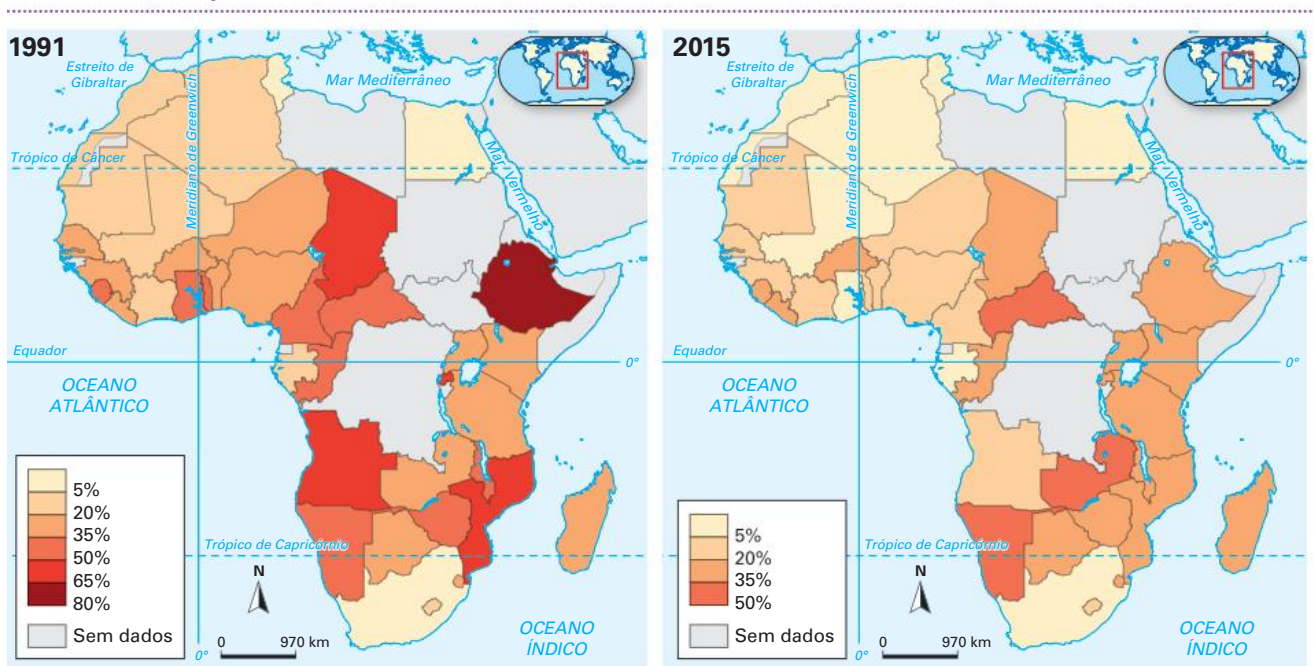 1991
Estreito de
Gibraltar
Meridiano de Greenwich
Mar Mediterrâneo
Trópico de Câncer
Mar Vermelho
Equador
0°
OCEANO
ATLÂNTICO
5%
20%
35%
50%
65%
80%
Sem dados
Trópico de Capricórnio
N
0 970 km
0°
OCEANO
ÍNDICO
2015
Estreito de
Gibraltar
Meridiano de Greenwich
Mar Mediterrâneo
Trópico de Câncer
Mar Vermelho
Equador
0°
OCEANO
ATLÂNTICO
5%
20%
35%
50%
Sem dados
Trópico de Capricórnio
N
0 970 km
0°
OCEANO
ÍNDICO